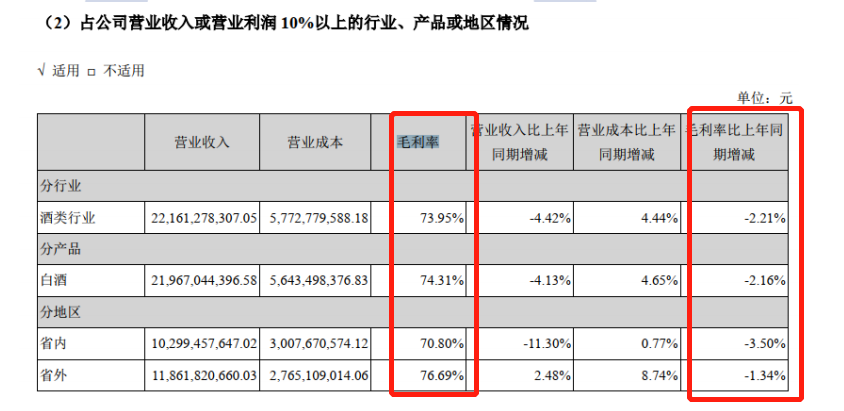 （2）占公司营业收入或营业利润 10%以上的行业、产品或地区情况
√ 适用 □ 不适用
单位：元
营业收入 营业成本 毛利率 营业收入比上年同期增减 营业成本比上年同期增减 毛利率比上年同期增减
分行业
酒类行业 22,161,278,307.05 5,772,779,588.18 73.95% -4.42% 4.44% -2.21%
分产品
白酒 21,967,044,396.58 5,643,498,376.83 74.31% -4.13% 4.65% -2.16%
分地区
省内 10,299,457,647.02 3,007,670,574.12 70.80% -11.30% 0.77% -3.50%
省外 11,861,820,660.03 2,765,109,014.06 76.69% 2.48% 8.74% -1.34%